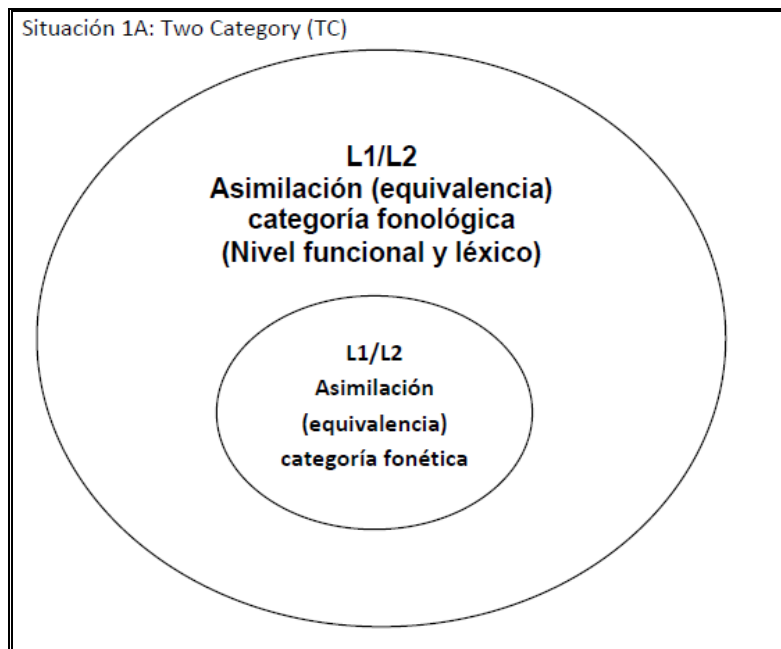 Situación 1A: Two Category (TC)
L1/L2
Asimilación (equivalencia)
categoría fonológica
(Nivel funcional y léxico)
L1/L2
Asimilación
(equivalencia)
categoría fonética